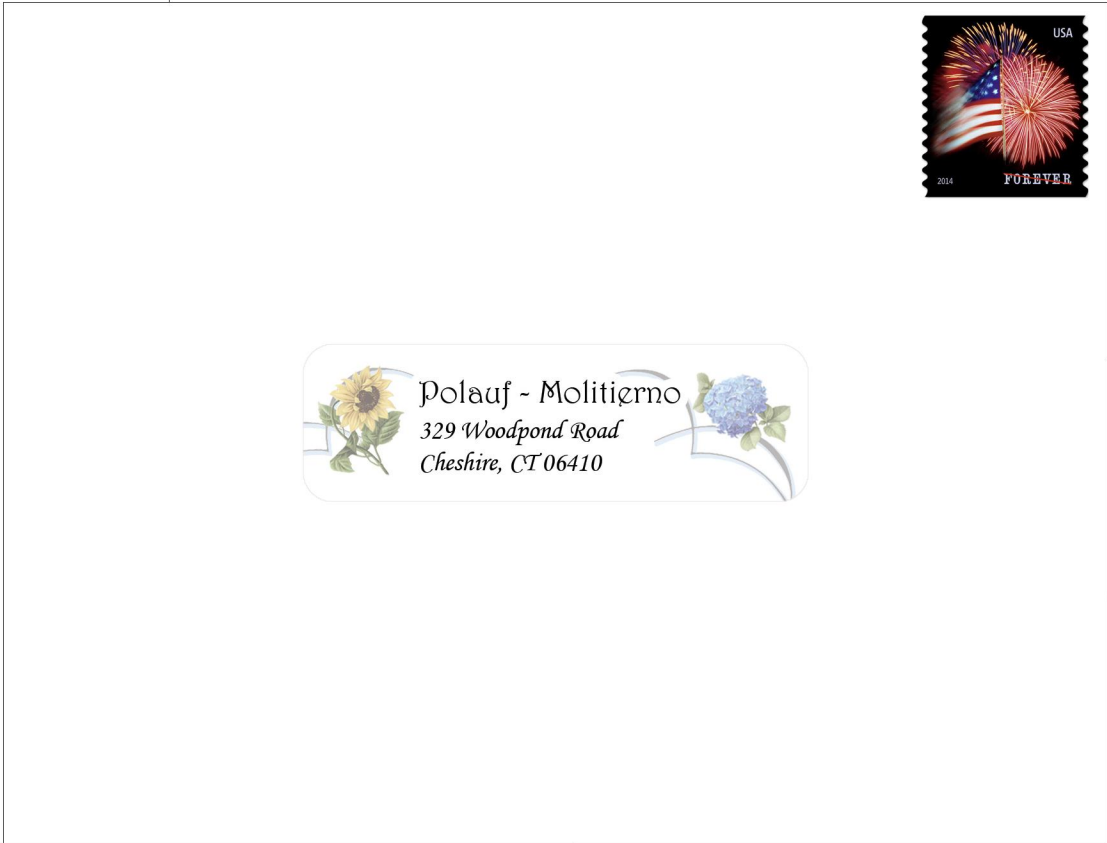 USA
2014
FOREVER
Polauf - Molitierno
329 Woodpond Road
Cheshire, CT 06410